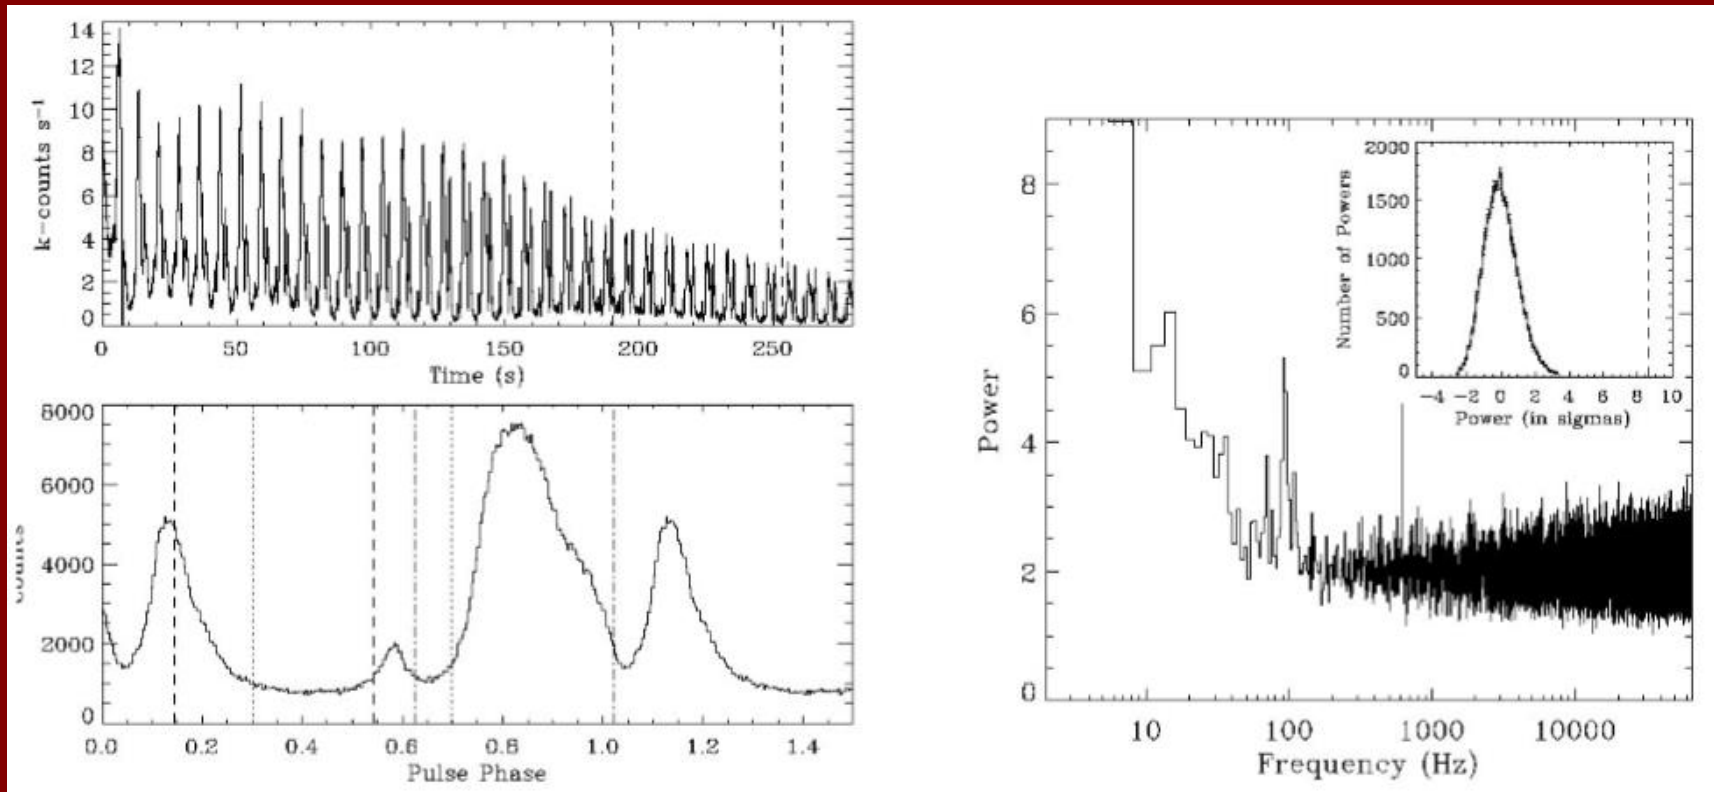 14
12
10
8
6
4
2
0
k-counts s⁻¹
0 50 100 150 200 250
Time (s)
8000
6000
4000
2000
0
0.0 0.2 0.4 0.6 0.8 1.0 1.2 1.4
Pulse Phase
8
6
4
2
0
Power
10 100 1000 10000
Frequency (Hz)
2000
1500
1000
500
0
Number of Powers
-4 -2 0 2 4 6 8 10
Power (in sigmas)